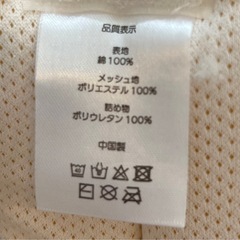 品質表示
表地
綿100%
メッシュ地
ポリエステル100%
詰め物
ポリウレタン100%
中国製